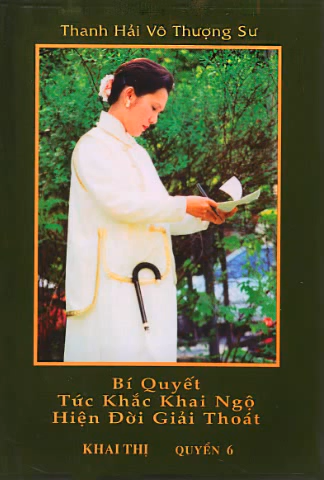 Thanh Hải Vô Thượng Sư
Bí Quyết
Tức Khắc Khai Ngộ
Hiện Đời Giải Thoát
KHAI THỊ QUYỂN 6